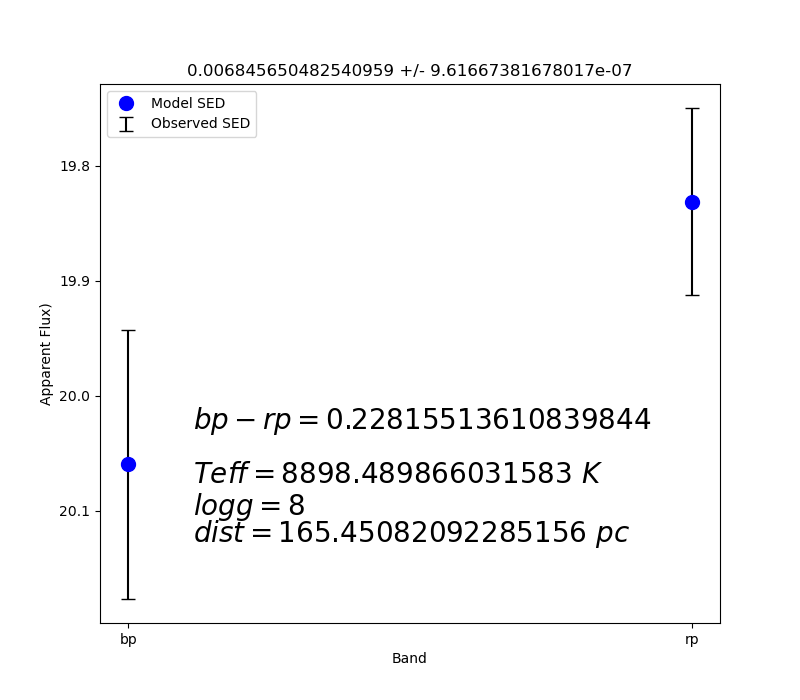 0.006845650482540959 +/- 9.61667381678017e-07
Model SED
Observed SED
19.8
19.9
20.0
20.1
Apparent Flux)
bp − rp = 0.22815513610839844
Teff = 8898.489866031583 K
logg = 8
dist = 165.45082092285156 pc
bp
rp
Band